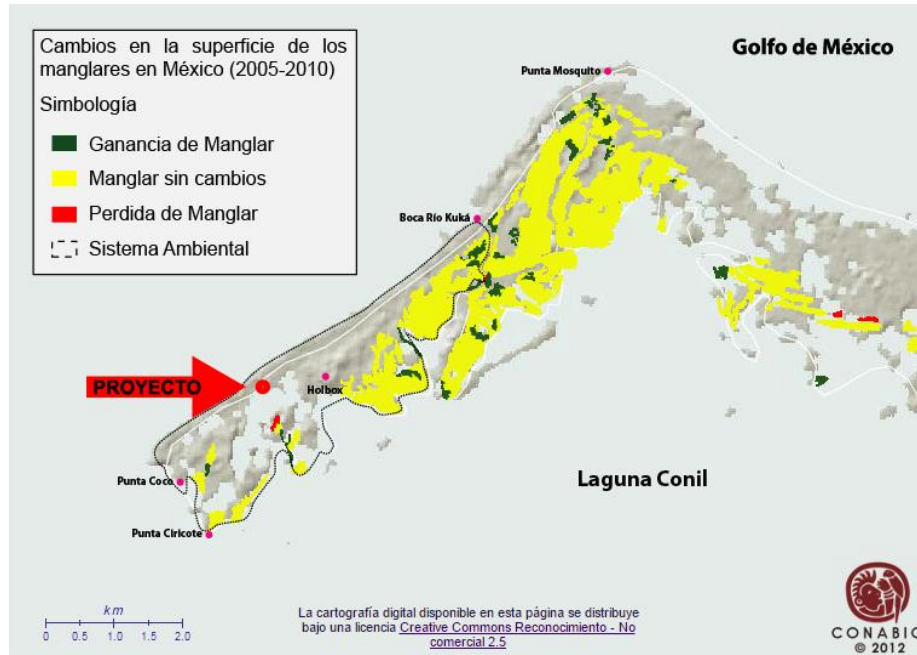 Cambios en la superficie de los
manglares en México (2005-2010)
Simbología
Ganancia de Manglar
Manglar sin cambios
Perdida de Manglar
Sistema Ambiental
Golfo de México
Punta Mosquito
Boca Río Kuká
PROYECTO
Holbox
Punta Coco
Punta Ciricote
Laguna Conil
km
0 0.5 1.0 2.0
La cartografía digital disponible en esta página se distribuye
bajo una licencia Creative Commons Reconocimiento - No
comercial 2.5
CONABIO
© 2012